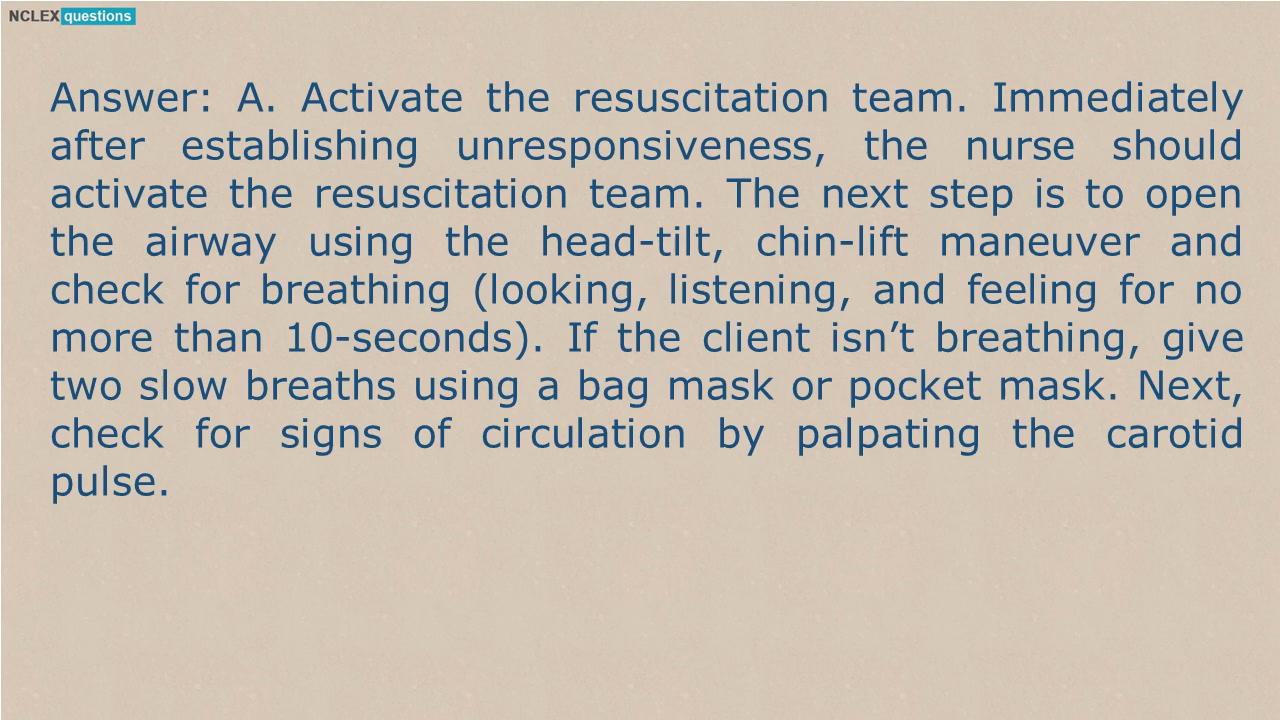 NCLEX questions
Answer: A. Activate the resuscitation team. Immediately
after establishing unresponsiveness, the nurse should
activate the resuscitation team. The next step is to open
the airway using the head-tilt, chin-lift maneuver and
check for breathing (looking, listening, and feeling for no
more than 10-seconds). If the client isn’t breathing, give
two slow breaths using a bag mask or pocket mask. Next,
check for signs of circulation by palpating the carotid
pulse.